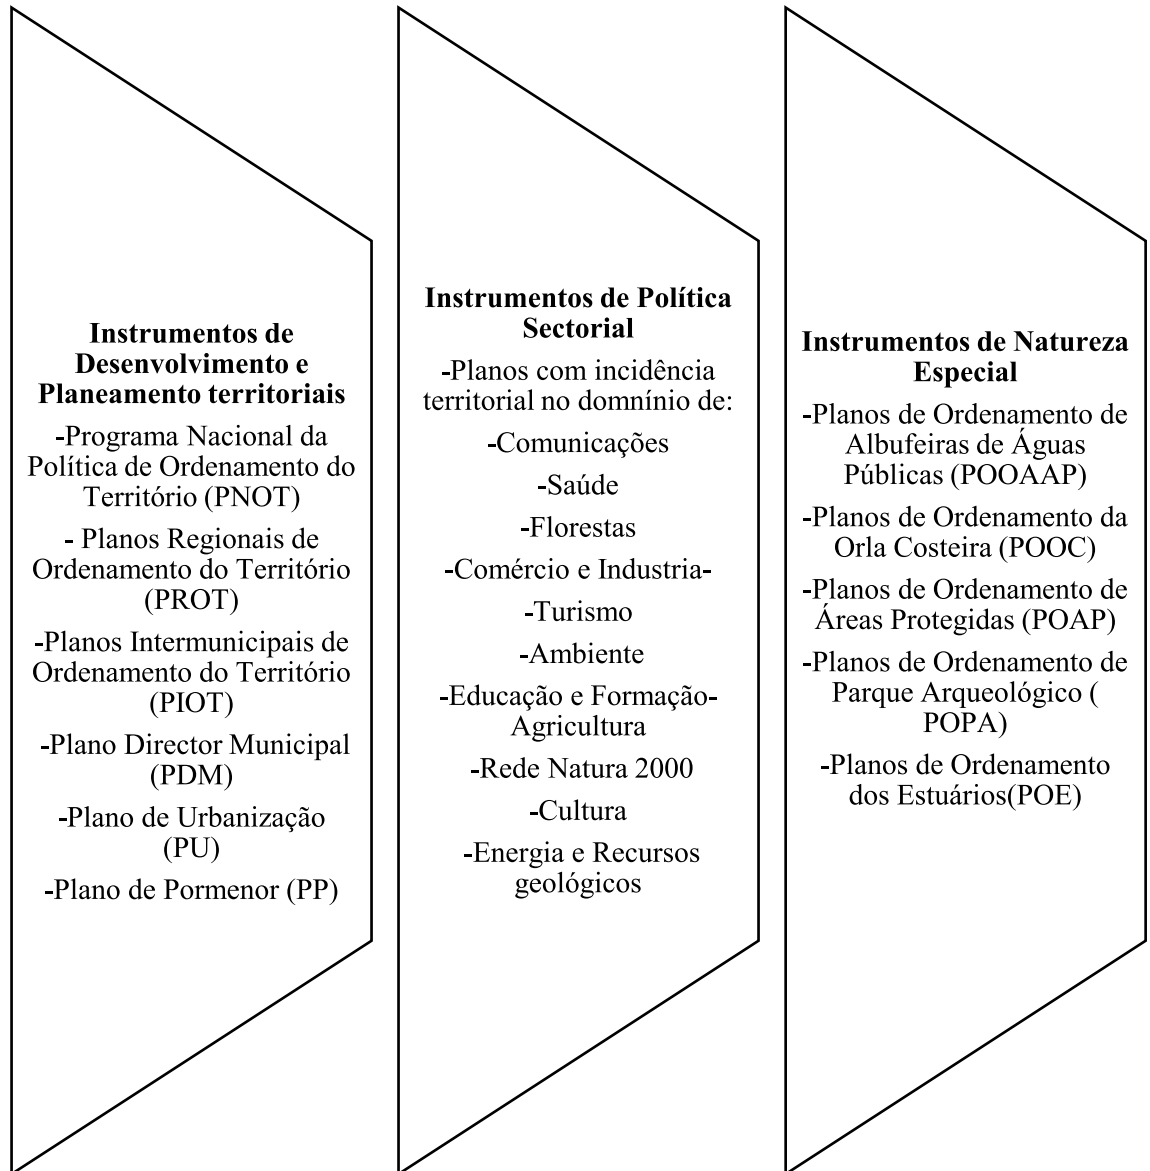 Instrumentos de
Desenvolvimento e
Planeamento territoriais
-Programa Nacional da
Política de Ordenamento do
Território (PNOT)
- Planos Regionais de
Ordenamento do Território
(PROT)
-Planos Intermunicipais de
Ordenamento do Território
(PIOT)
-Plano Director Municipal
(PDM)
-Plano de Urbanização
(PU)
-Plano de Pormenor (PP)
Instrumentos de Política
Sectorial
-Planos com incidência
territorial no domnínio de:
-Comunicações
-Saúde
-Florestas
-Comércio e Industria-
-Turismo
-Ambiente
-Educação e Formação-
Agricultura
-Rede Natura 2000
-Cultura
-Energia e Recursos
geológicos
Instrumentos de Natureza
Especial
-Planos de Ordenamento de
Albufeiras de Águas
Públicas (POOAAP)
-Planos de Ordenamento da
Orla Costeira (POOC)
-Planos de Ordenamento de
Áreas Protegidas (POAP)
-Planos de Ordenamento de
Parque Arqueológico (
POPA)
-Planos de Ordenamento
dos Estuários(POE)